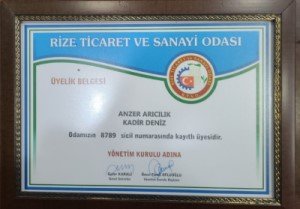 RİZE TİCARET VE SANAYİ ODASI
ÜYELİK BELGESİ
ANZER ARICILIK
KADİR DENİZ
Odamızın 8789 sicil numarasında kayıtlı üyesidir.
YÖNETİM KURULU ADINA